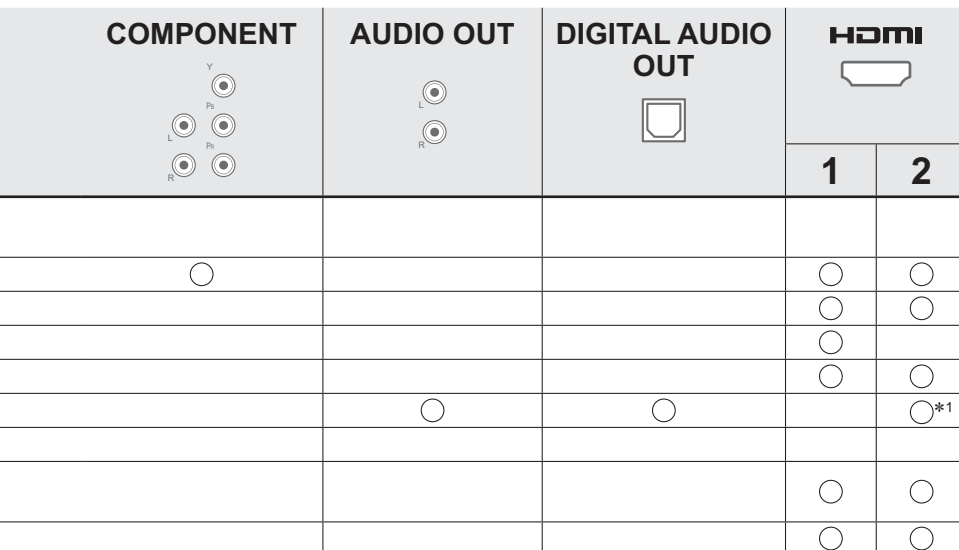 COMPONENT AUDIO OUT DIGITAL AUDIO OUT HDMI
Y
PB
L
PR
R
L
R
1 2
*1